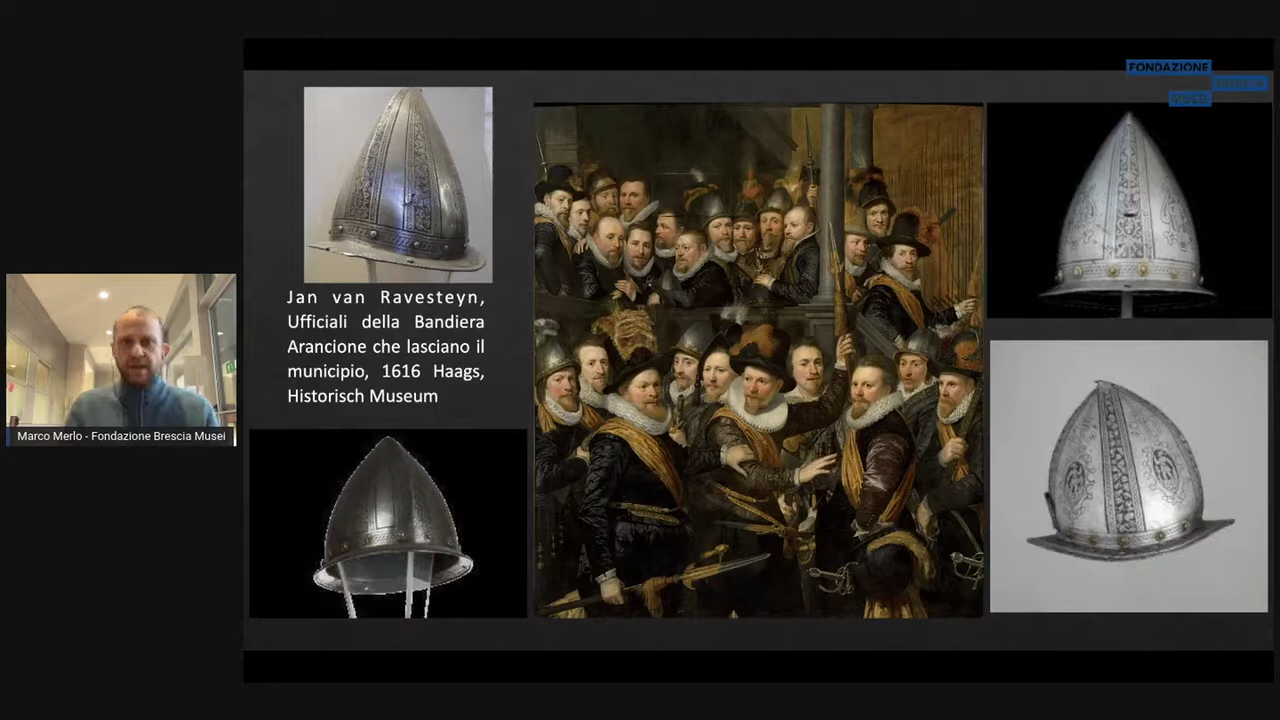 FONDAZIONE
Jan van Ravesteyn,
Ufficiali della Bandiera
Arancione che lasciano il
municipio, 1616 Haags,
Historisch Museum
Marco Merlo - Fondazione Brescia Musei